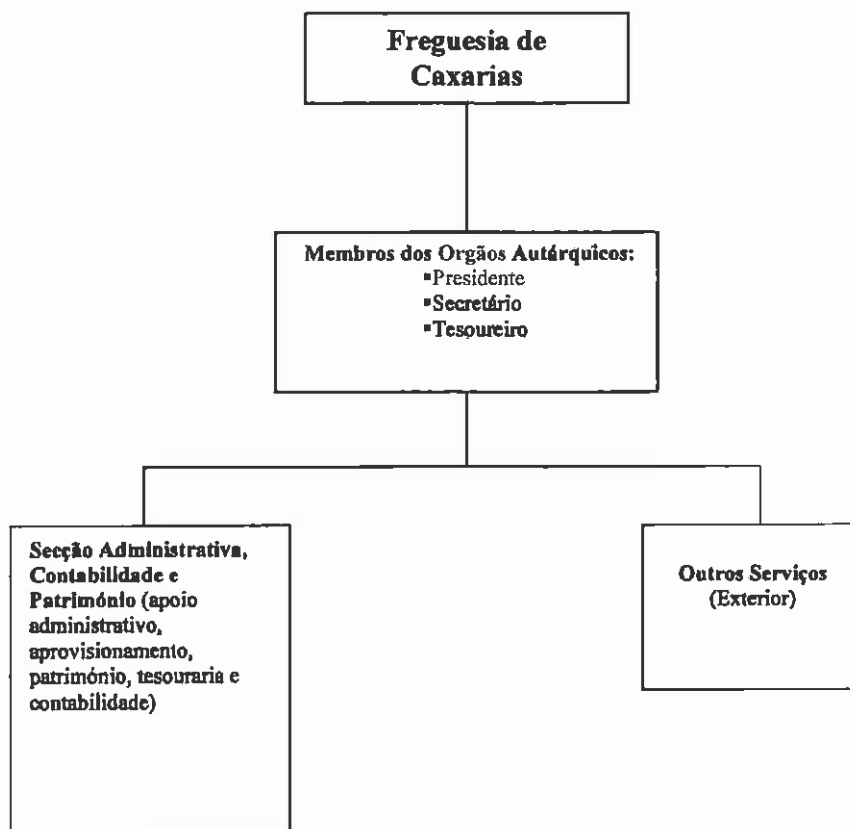 Freguesia de
Caxarias
Membros dos Orgãos Autárquicos:
▪Presidente
▪Secretário
▪Tesoureiro
Secção Administrativa,
Contabilidade e
Património (apoio
administrativo,
aprovisionamento,
património, tesouraria e
contabilidade)
Outros Serviços
(Exterior)